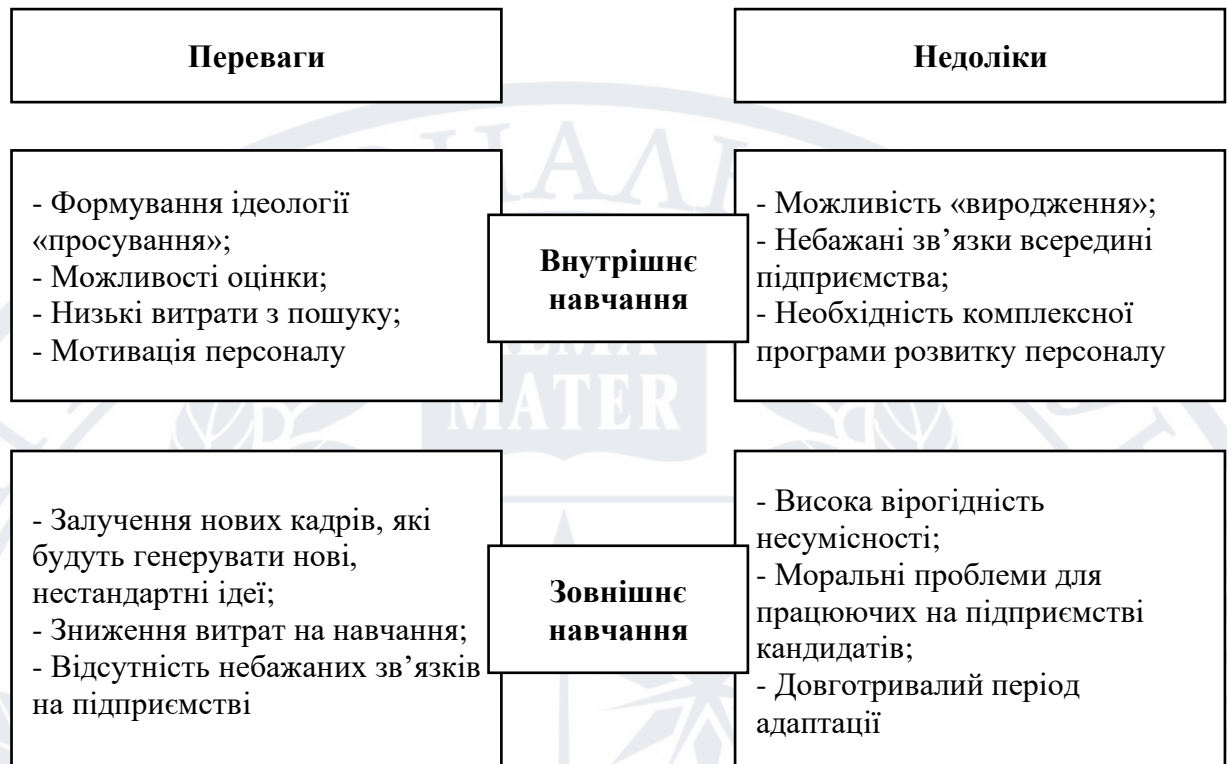 Переваги
Недоліки
- Формування ідеології
«просування»;
- Можливості оцінки;
- Низькі витрати з пошуку;
- Мотивація персоналу
Внутрішнє
навчання
- Можливість «виродження»;
- Небажані зв’язки всередині
підприємства;
- Необхідність комплексної
програми розвитку персоналу
- Залучення нових кадрів, які
будуть генерувати нові,
нестандартні ідеї;
- Зниження витрат на навчання;
- Відсутність небажаних зв’язків
на підприємстві
Зовнішнє
навчання
- Висока вірогідність
несумісності;
- Моральні проблеми для
працюючих на підприємстві
кандидатів;
- Довготривалий період
адаптації
MATER